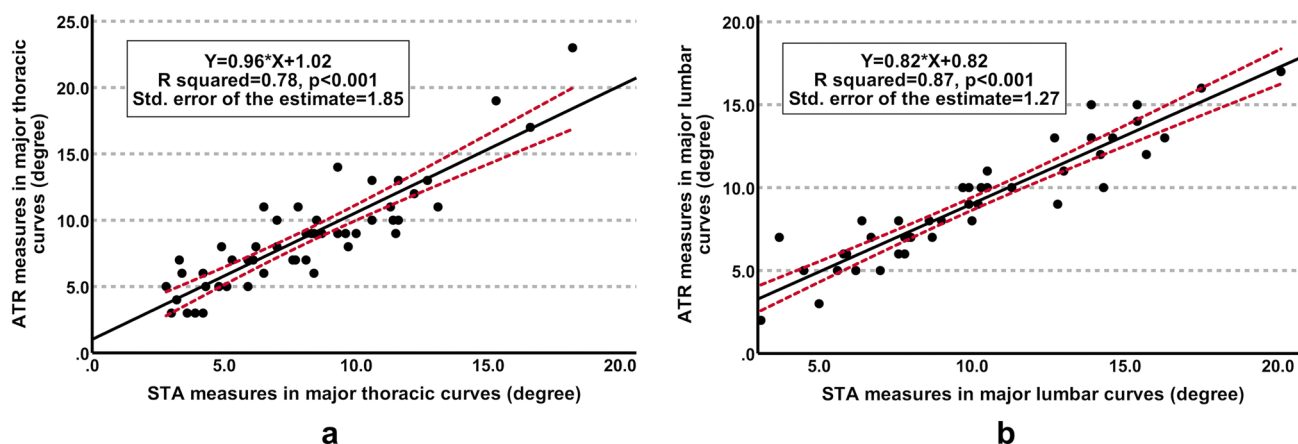 25.0
20.0
15.0
10.0
5.0
.0
ATR measures in major thoracic
curves (degree)
Y=0.96*X+1.02
R squared=0.78, p<0.001
Std. error of the estimate=1.85
.0 5.0 10.0 15.0 20.0
STA measures in major thoracic curves (degree)
a
20.0
15.0
10.0
5.0
.0
ATR measures in major lumbar
curves (degree)
Y=0.82*X+0.82
R squared=0.87, p<0.001
Std. error of the estimate=1.27
5.0 10.0 15.0 20.0
STA measures in major lumbar curves (degree)
b